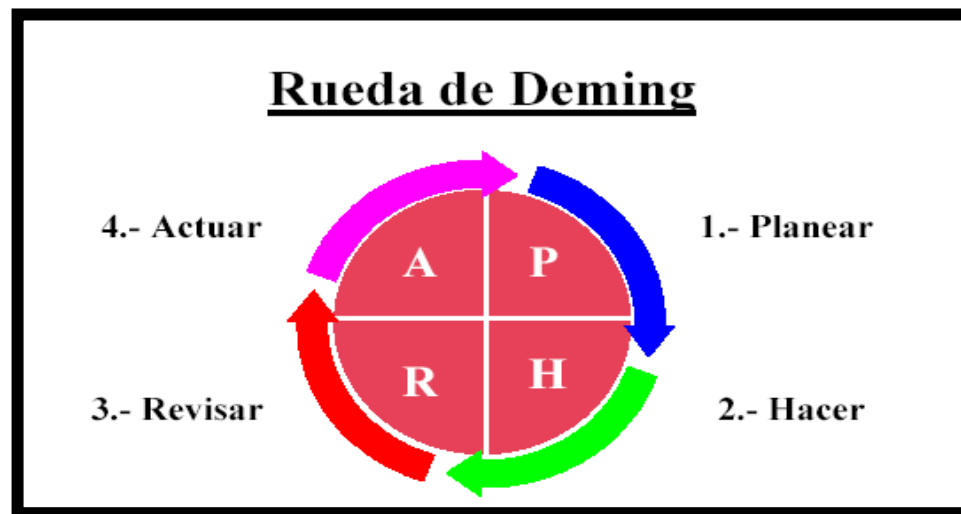 Rueda de Deming
4.- Actuar
1.- Planear
A
P
R
H
3.- Revisar
2.- Hacer